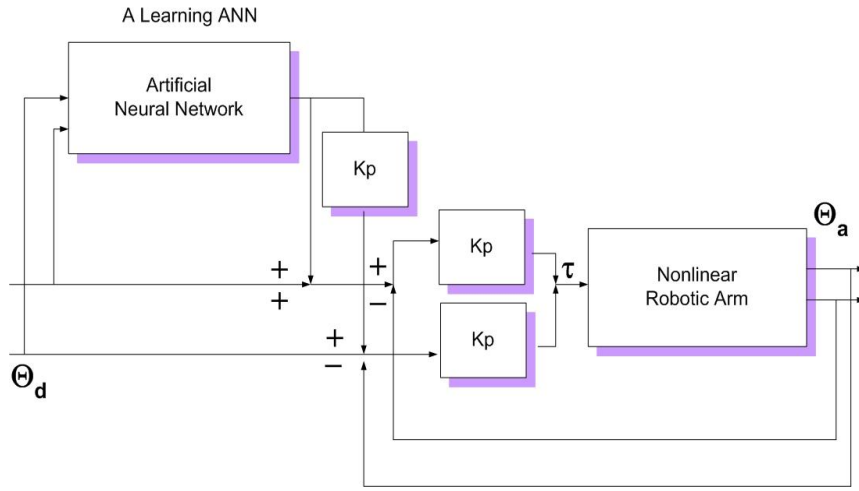 A Learning ANN
Artificial
Neural Network
Kp
Θa
Kp
+
+
+
τ
Nonlinear
Robotic Arm
−
+
Kp
−
Θd